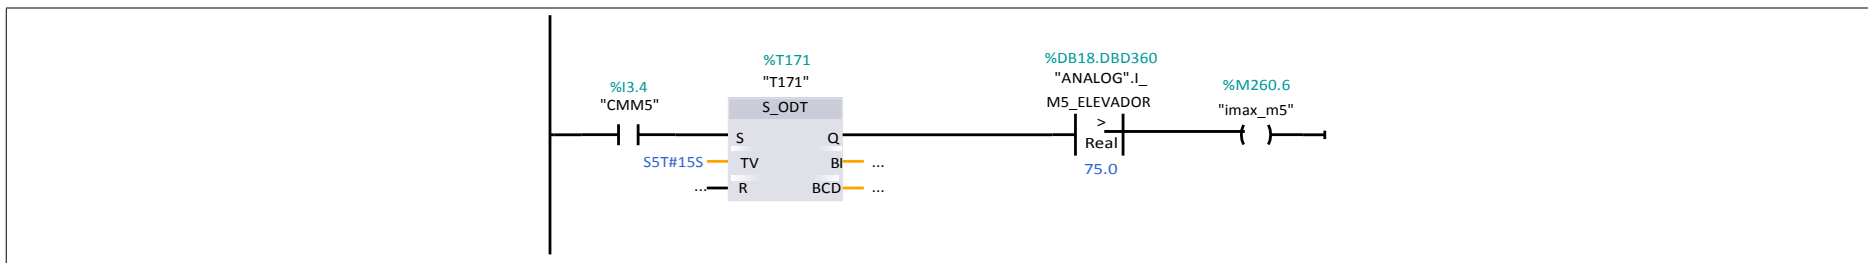 %I3.4
"CMM5"
%T171
"T171"
S_ODT
S
Q
S5T#15S
TV
BI
...
...
R
BCD
...
%DB18.DBD360
"ANALOG".I_
M5_ELEVADOR
>
Real
75.0
%M260.6
"imax_m5"